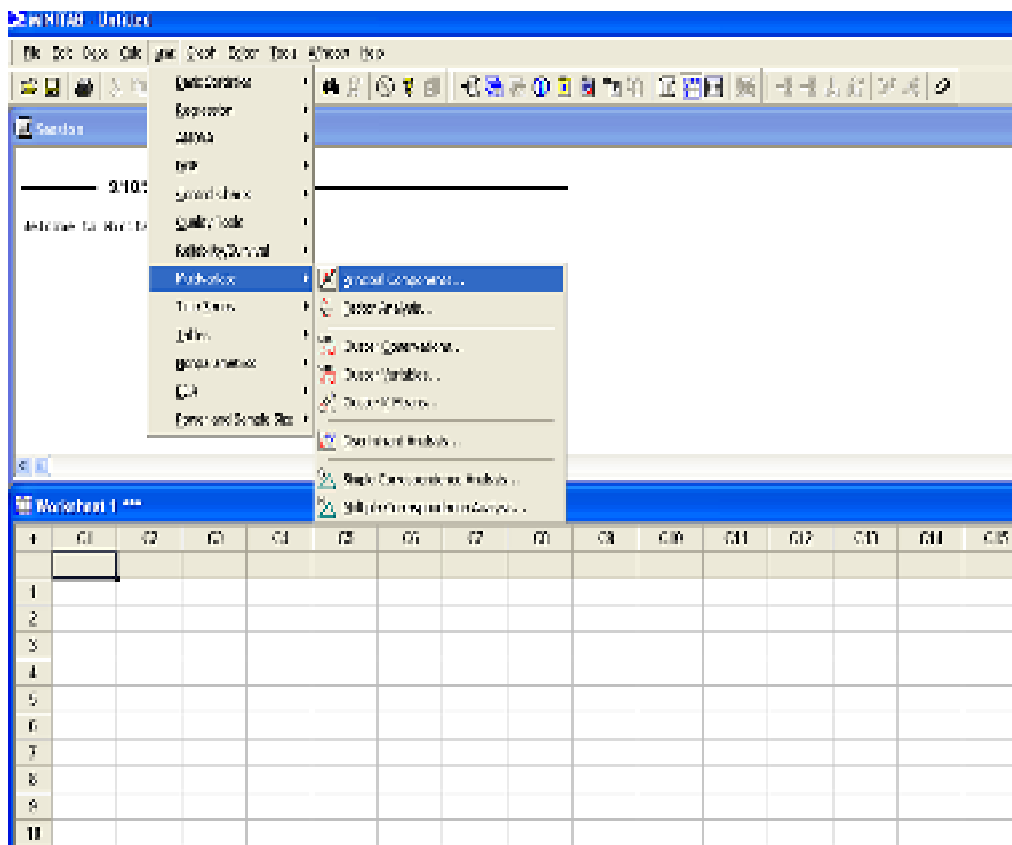 MINITAB - Untitled
File Edit Data Calc Stat Graph Editor Tools Window Help
Basic Statistics
Regression
ANOVA
DOE
Control Charts
Quality Tools
Reliability/Survival
Multivariate
Time Series
Tables
Nonparametrics
EDA
Power and Sample Size
Principal Components...
Factor Analysis...
Cluster Observations...
Cluster Variables...
Cluster K-Means...
Discriminant Analysis...
Simple Correspondence Analysis...
Multiple Correspondence Analysis...
Session
Welcome to Minita
Worksheet 1 ***
C1 C2 C3 C4 C5 C6 C7 C8 C9 C10 C11 C12 C13 C14 C15
1
2
3
4
5
6
7
8
9
10